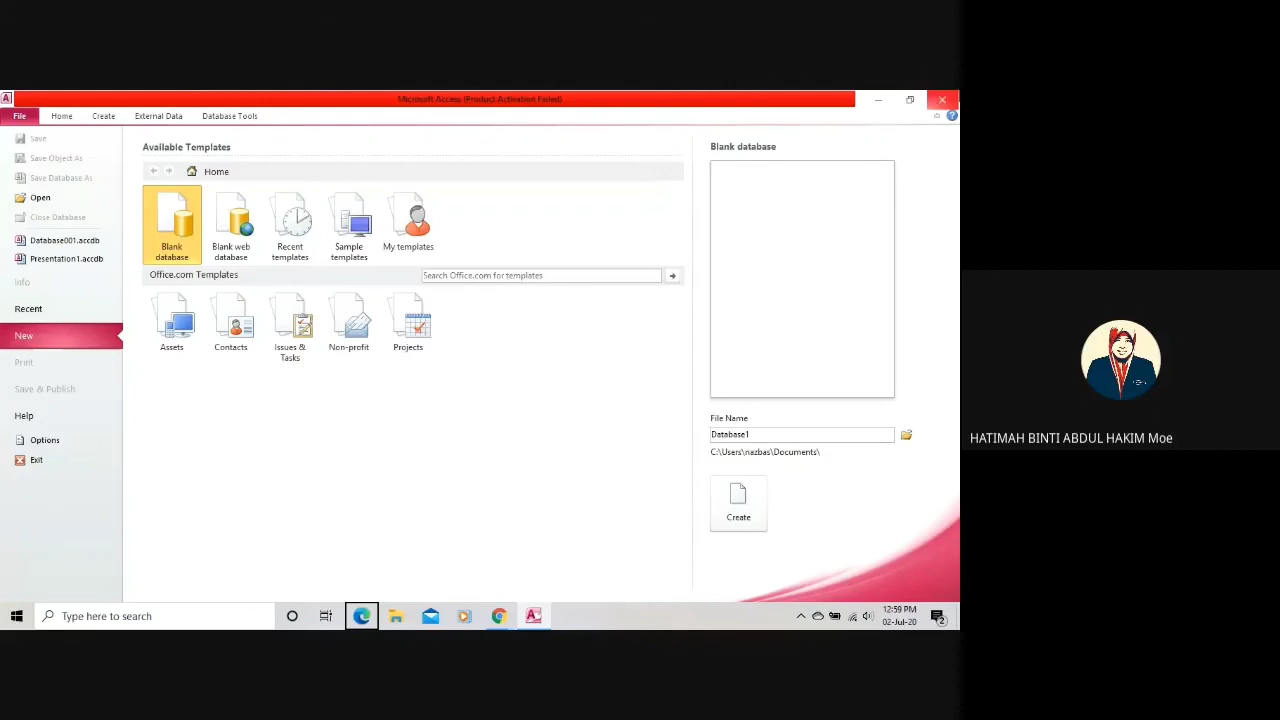 Microsoft Access (Product Activation Failed)
File Home Create External Data Database Tools
Save
Save Object As
Save Database As
Open
Close Database
Database001.accdb
Presentation1.accdb
Info
Recent
New
Print
Save & Publish
Help
Options
Exit
Available Templates
Home
Blank database
Blank web database
Recent templates
Sample templates
My templates
Office.com Templates
Search Office.com for templates
Assets
Contacts
Issues & Tasks
Non-profit
Projects
Blank database
File Name
Database1
C:\Users\nazbas\Documents\
Create
Type here to search
12:59 PM
02-Jul-20
2
HATIMAH BINTI ABDUL HAKIM Moe